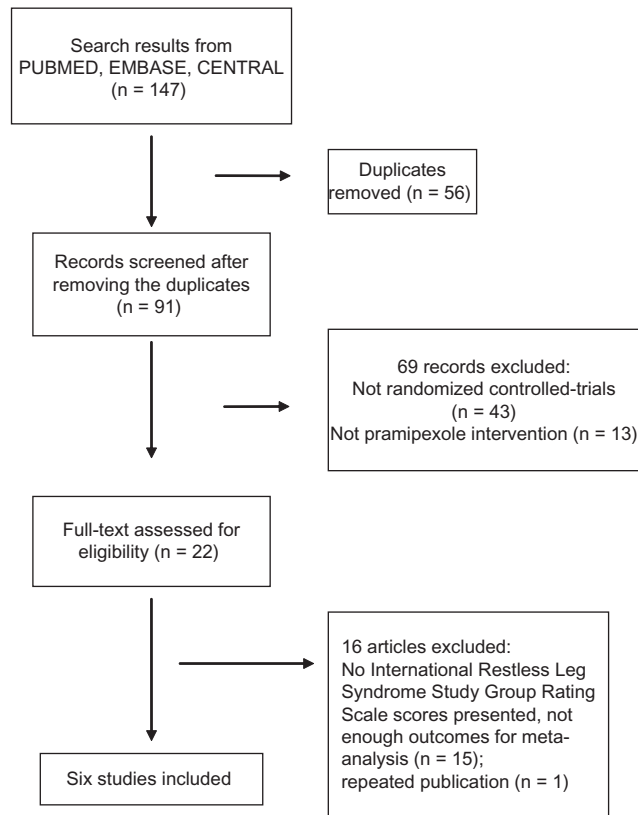 Search results from
PUBMED, EMBASE, CENTRAL
(n = 147)
Duplicates
removed (n = 56)
Records screened after
removing the duplicates
(n = 91)
69 records excluded:
Not randomized controlled-trials
(n = 43)
Not pramipexole intervention (n = 13)
Full-text assessed for
eligibility (n = 22)
16 articles excluded:
No International Restless Leg
Syndrome Study Group Rating
Scale scores presented, not
enough outcomes for meta-
analysis (n = 15);
repeated publication (n = 1)
Six studies included